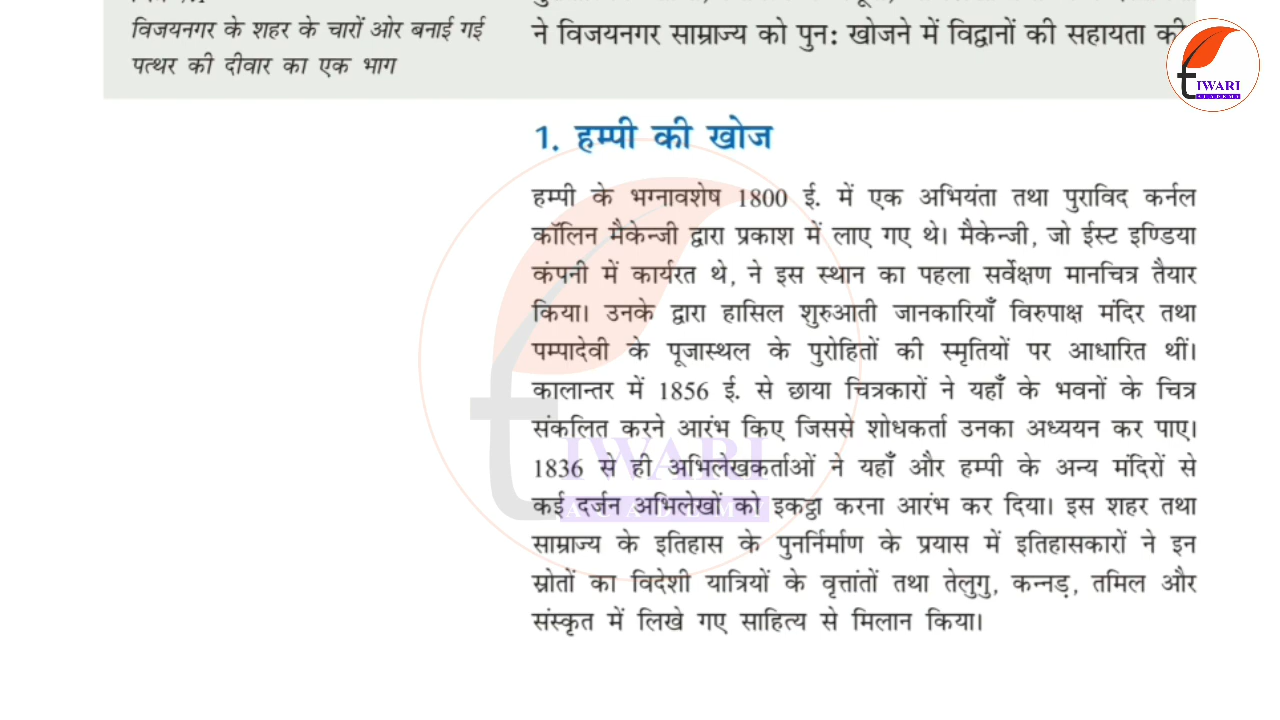 विजयनगर के शहर के चारों ओर बनाई गई
पत्थर की दीवार का एक भाग
ने विजयनगर साम्राज्य को पुन: खोजने में विद्वानों की सहायता की
tIWARI
ACADEMY
1. हम्पी की खोज
हम्पी के भग्नावशेष 1800 ई. में एक अभियंता तथा पुराविद कर्नल
कॉलिन मैकेन्जी द्वारा प्रकाश में लाए गए थे। मैकेन्जी, जो ईस्ट इण्डिया
कंपनी में कार्यरत थे, ने इस स्थान का पहला सर्वेक्षण मानचित्र तैयार
किया। उनके द्वारा हासिल शुरुआती जानकारियाँ विरुपाक्ष मंदिर तथा
पम्पादेवी के पूजास्थल के पुरोहितों की स्मृतियों पर आधारित थीं।
कालान्तर में 1856 ई. से छाया चित्रकारों ने यहाँ के भवनों के चित्र
संकलित करने आरंभ किए जिससे शोधकर्ता उनका अध्ययन कर पाए।
1836 से ही अभिलेखकर्ताओं ने यहाँ और हम्पी के अन्य मंदिरों से
कई दर्जन अभिलेखों को इकट्ठा करना आरंभ कर दिया। इस शहर तथा
साम्राज्य के इतिहास के पुनर्निर्माण के प्रयास में इतिहासकारों ने इन
स्रोतों का विदेशी यात्रियों के वृत्तांतों तथा तेलुगु, कन्नड़, तमिल और
संस्कृत में लिखे गए साहित्य से मिलान किया।
tIWARI
ACADEMY